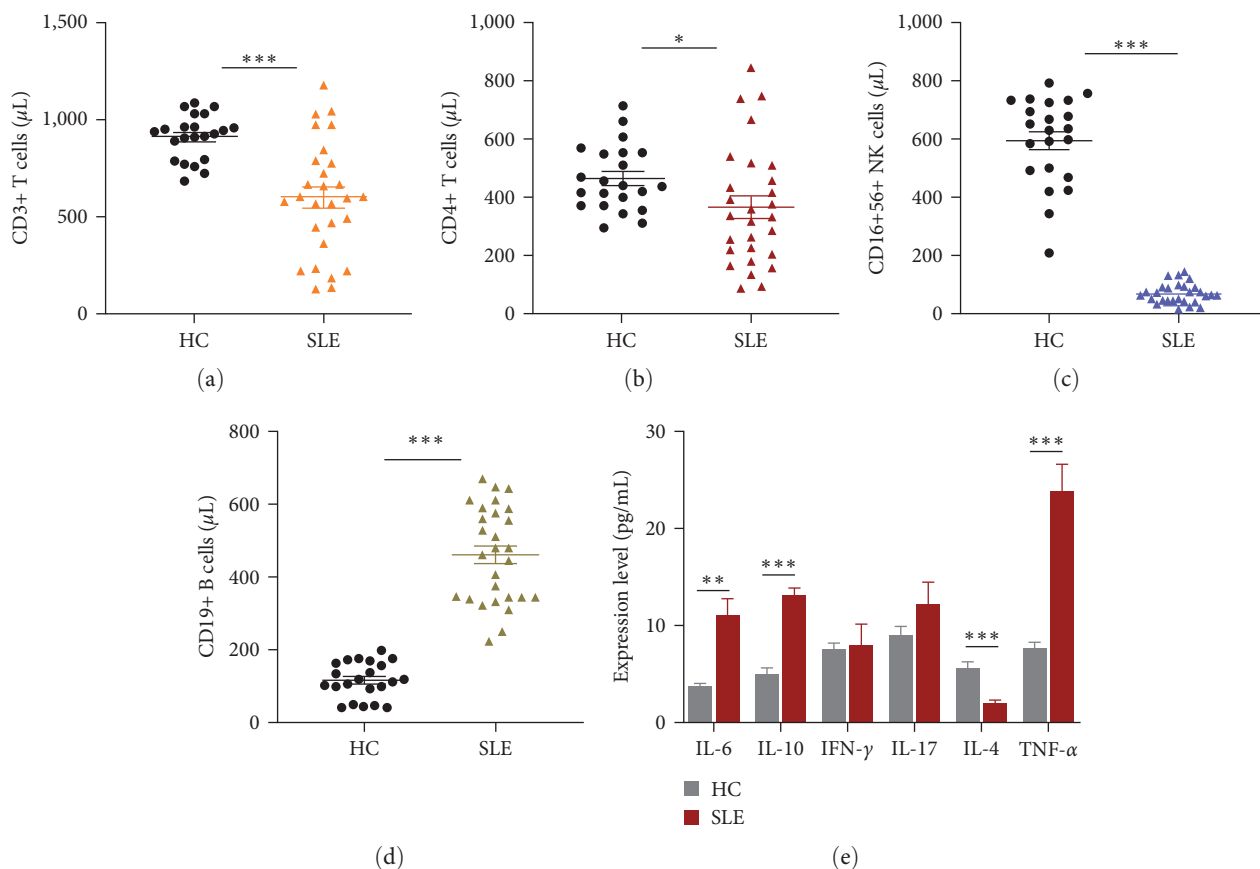 1,500
1,000
500
0
CD3+ T cells (μL)
***
HC
SLE
(a)
1,000
800
600
400
200
0
CD4+ T cells (μL)
*
HC
SLE
(b)
1,000
800
600
400
200
0
CD16+56+ NK cells (μL)
***
HC
SLE
(c)
800
600
400
200
0
CD19+ B cells (μL)
***
HC
SLE
(d)
30
20
10
0
Expression level (pg/mL)
**
***
***
***
IL-6
IL-10
IFN-γ
IL-17
IL-4
TNF-α
HC
SLE
(e)